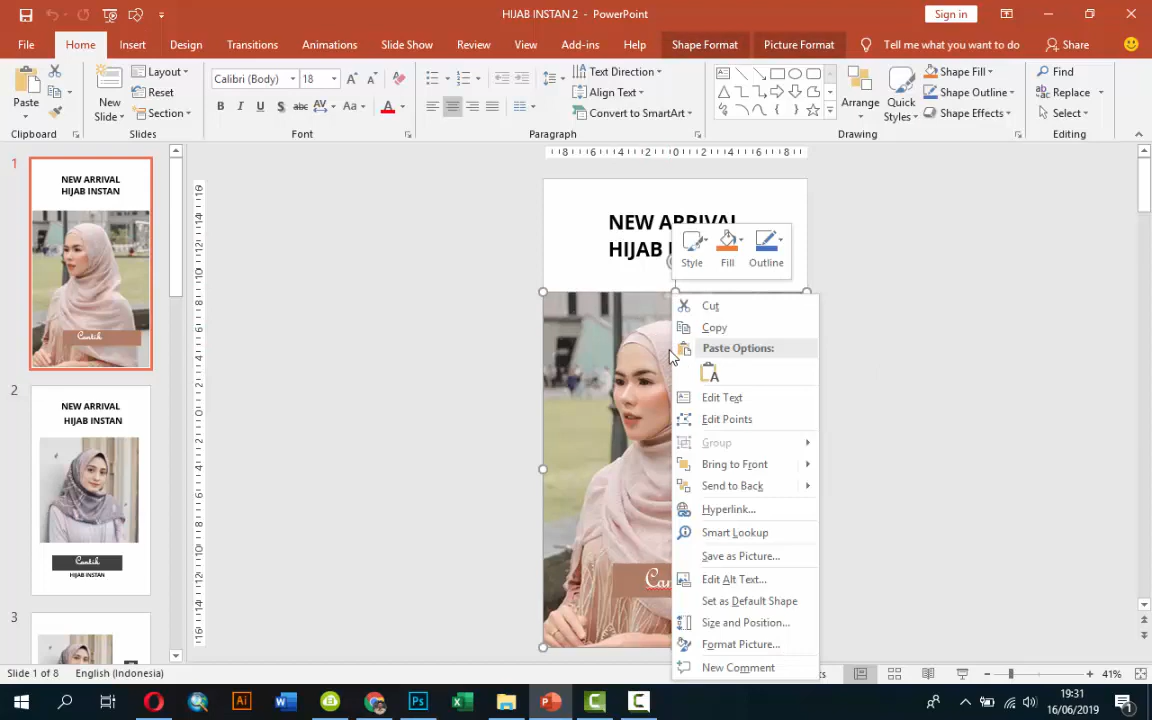 HIJAB INSTAN 2 - PowerPoint
Sign in
File
Home
Insert
Design
Transitions
Animations
Slide Show
Review
View
Add-ins
Help
Shape Format
Picture Format
Tell me what you want to do
Share
Paste
New Slide
Layout
Reset
Section
Calibri (Body)
18
Text Direction
Align Text
Convert to SmartArt
Arrange
Quick Styles
Shape Fill
Shape Outline
Shape Effects
Find
Replace
Select
Clipboard
Slides
Font
Paragraph
Drawing
Editing
1
NEW ARRIVAL
HIJAB INSTAN
Cantik
2
NEW ARRIVAL
HIJAB INSTAN
Cantik
HIJAB INSTAN
3
NEW ARRIVAL
HIJAB
Style
Fill
Outline
Cut
Copy
Paste Options:
Edit Text
Edit Points
Group
Bring to Front
Send to Back
Hyperlink...
Smart Lookup
Save as Picture...
Edit Alt Text...
Set as Default Shape
Size and Position...
Format Picture...
New Comment
Slide 1 of 8
English (Indonesia)
41%
19:31
16/06/2019